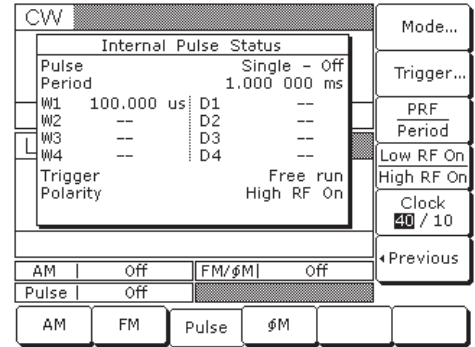 CW
Internal Pulse Status
Pulse Single – Off
Period 1.000 000 ms
W1 100.000 us D1 --
W2 -- D2 --
W3 -- D3 --
W4 -- D4 --
Trigger Free run
Polarity High RF On
L
AM | Off FM/ϕM| Off
Pulse | Off
AM FM Pulse ϕM
Mode...
Trigger...
PRF
Period
Low RF On
High RF On
Clock
40 / 10
◂Previous